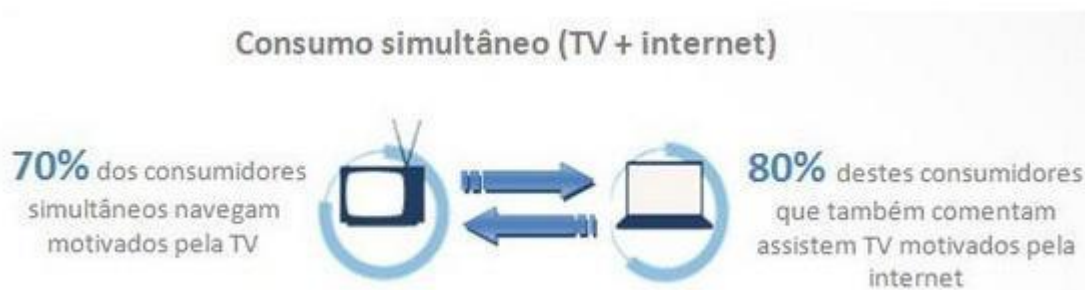 Consumo simultâneo (TV + internet)
70% dos consumidores
simultâneos navegam
motivados pela TV
80% destes consumidores
que também comentam
assistem TV motivados pela
internet